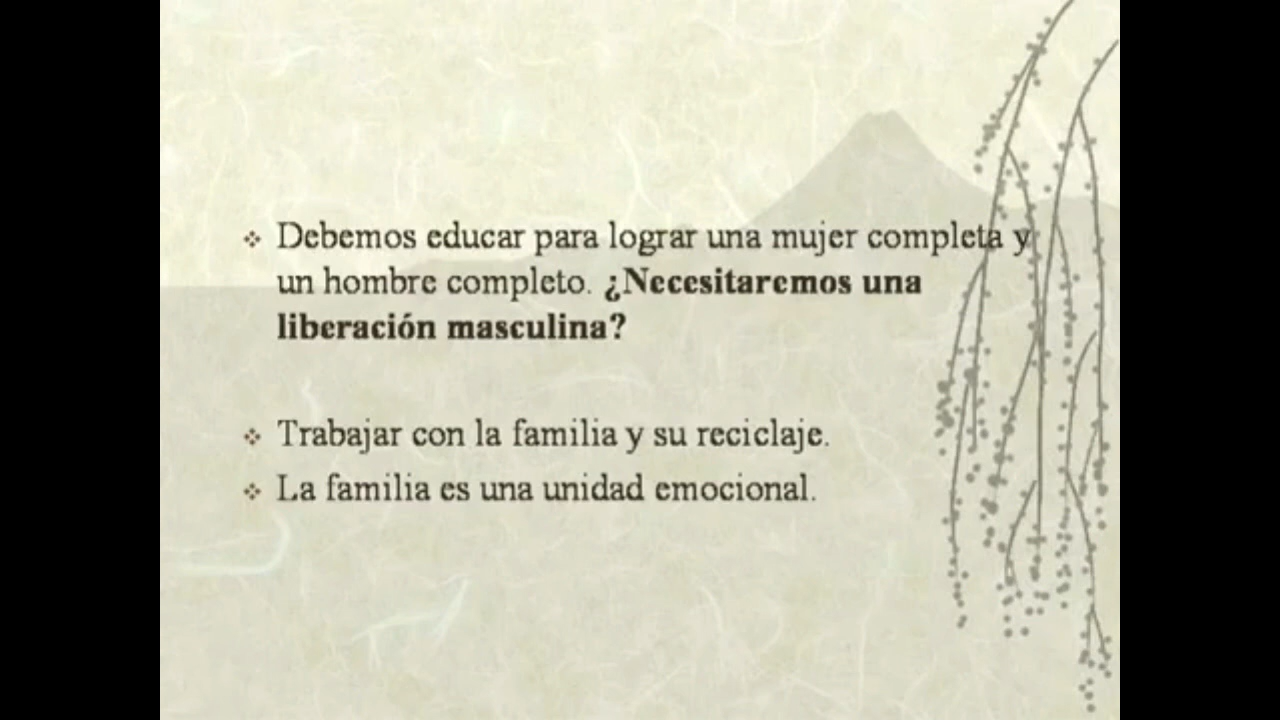 Debemos educar para lograr una mujer completa y
un hombre completo. ¿Necesitaremos una
liberación masculina?
Trabajar con la familia y su reciclaje.
La familia es una unidad emocional.